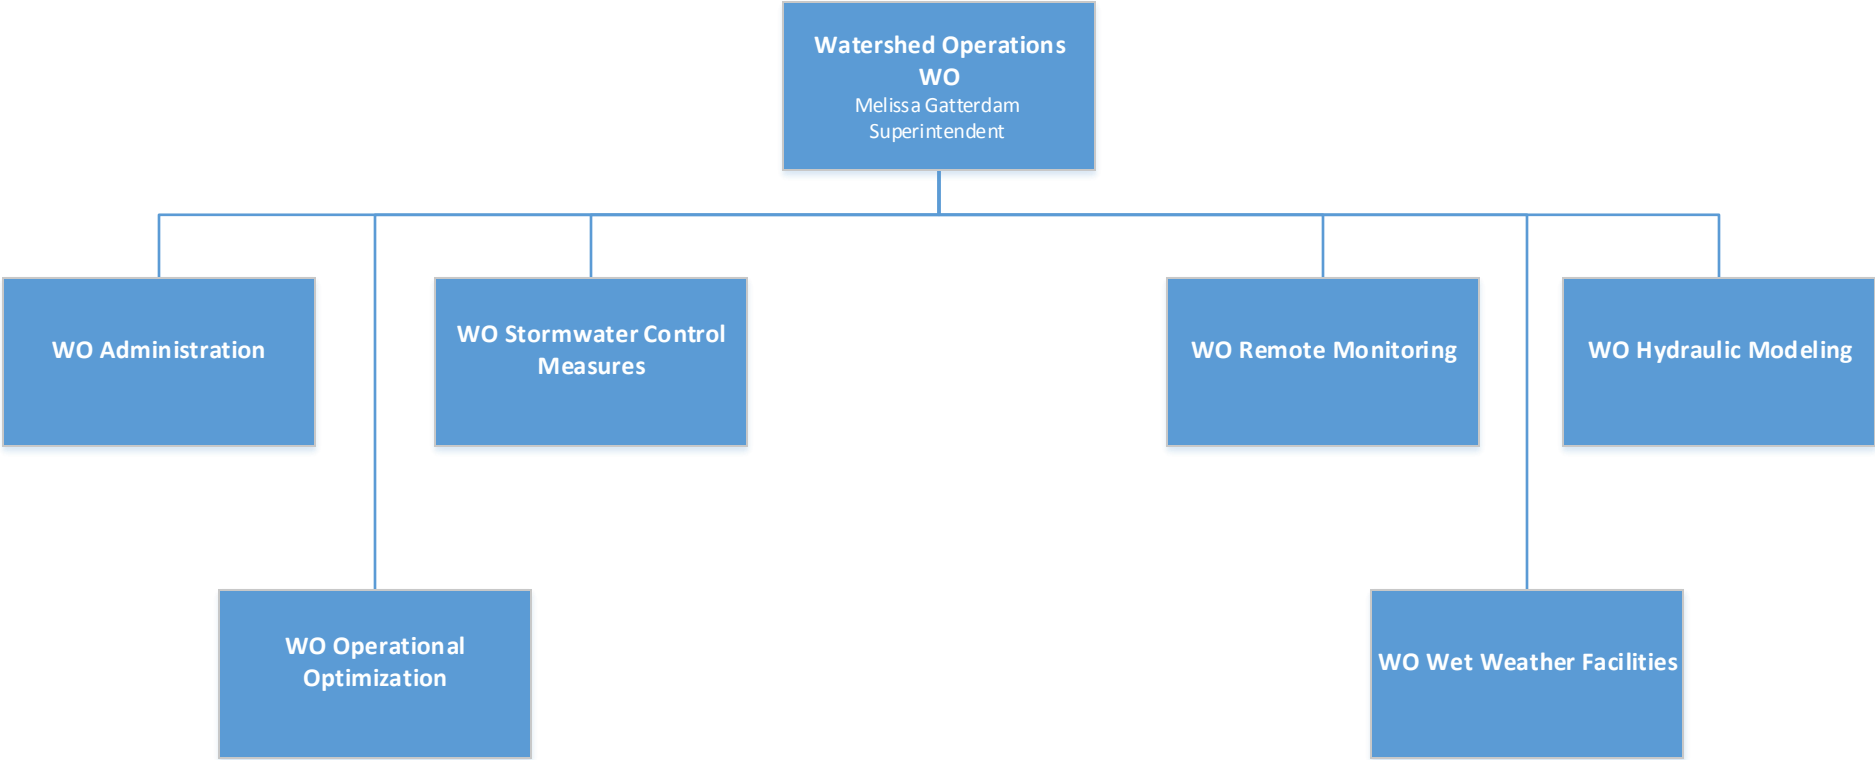 Watershed Operations
WO
Melissa Gatterdam
Superintendent
WO Administration
WO Stormwater Control
Measures
WO Remote Monitoring
WO Hydraulic Modeling
WO Operational
Optimization
WO Wet Weather Facilities